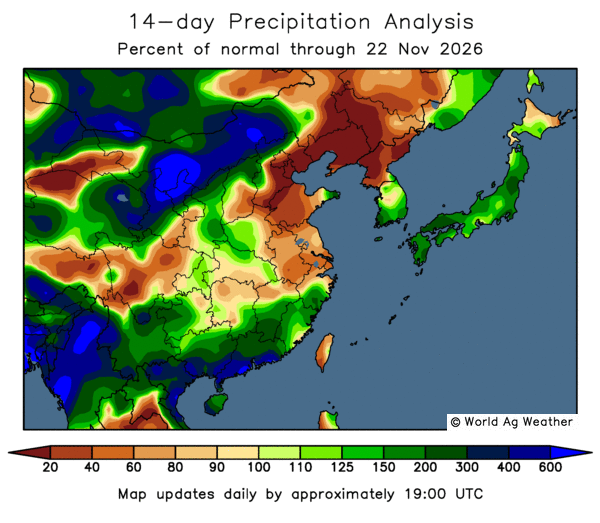 14-day Precipitation Analysis
Percent of normal through 22 Nov 2026
© World Ag Weather
20 40 60 80 90 100 110 125 150 200 300 400 600
Map updates daily by approximately 19:00 UTC